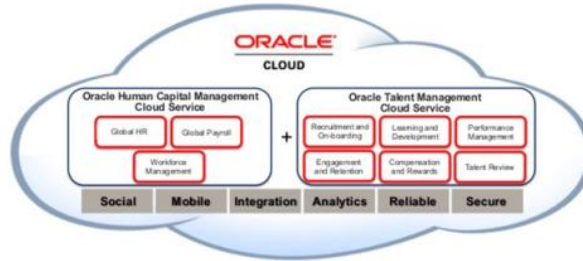 ORACLE®
CLOUD
Oracle Human Capital Management
Cloud Service
Global HR
Global Payroll
Workforce
Management
+
Oracle Talent Management
Cloud Service
Recruitment and
On-boarding
Learning and
Development
Performance
Management
Engagement
and Retention
Compensation
and Rewards
Talent Review
Social
Mobile
Integration
Analytics
Reliable
Secure